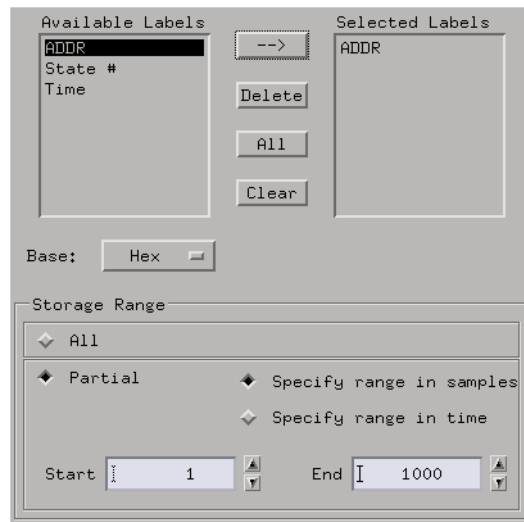 Available Labels
Selected Labels
ADDR
State #
Time
-->
Delete
All
Clear
ADDR
Base: Hex
Storage Range
All
Partial
Specify range in samples
Specify range in time
Start 1
End 1000